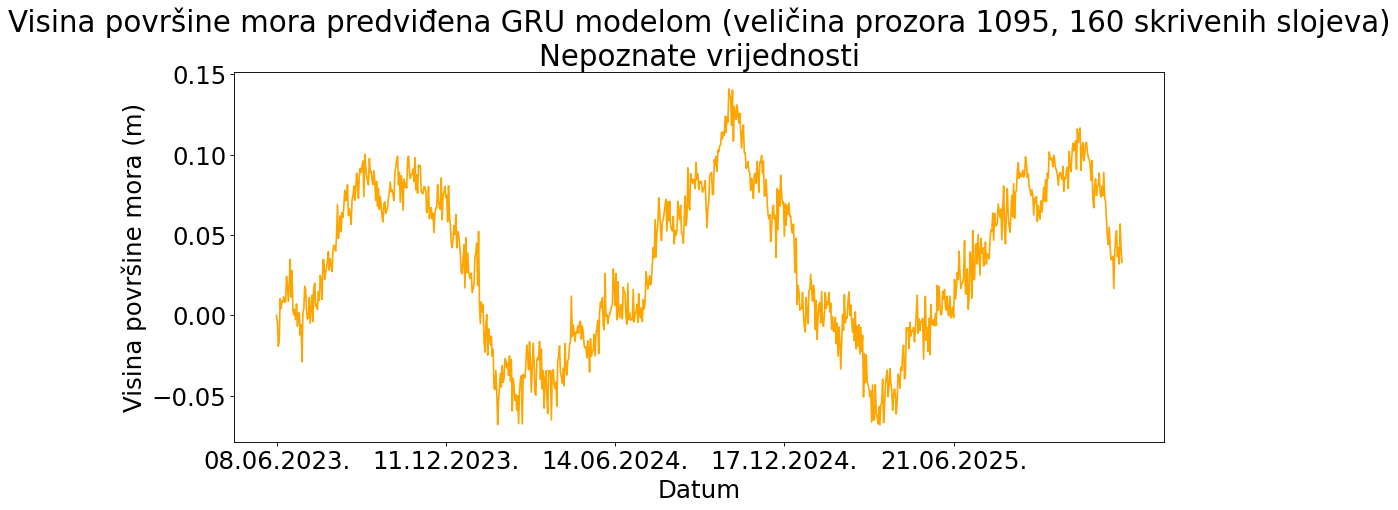 Visina površine mora predviđena GRU modelom (veličina prozora 1095, 160 skrivenih slojeva)
Nepoznate vrijednosti
Visina površine mora (m)
0.15
0.10
0.05
0.00
−0.05
08.06.2023. 11.12.2023. 14.06.2024. 17.12.2024. 21.06.2025.
Datum